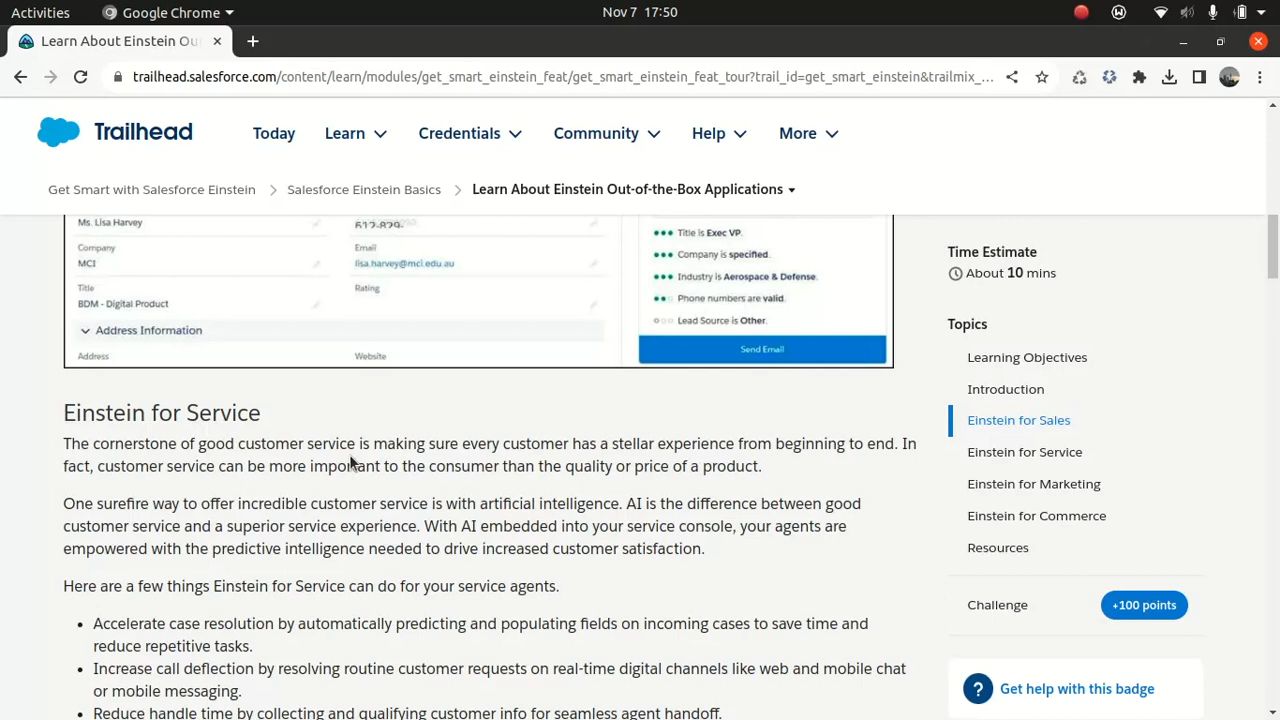 Activities
Google Chrome
Nov 7 17:50
Learn About Einstein Ou
trailhead.salesforce.com/content/learn/modules/get_smart_einstein_feat/get_smart_einstein_feat_tour?trail_id=get_smart_einstein&trailmix_...
Trailhead
Today Learn Credentials Community Help More
Get Smart with Salesforce Einstein Salesforce Einstein Basics Learn About Einstein Out-of-the-Box Applications
Ms. Lisa Harvey
612-829-
Company
Email
MCI
lisa.harvey@mci.edu.au
Title
Rating
BDM - Digital Product
Address Information
Address
Website
Title is Exec VP.
Company is specified.
Industry is Aerospace & Defense.
Phone numbers are valid.
Lead Source is Other.
Send Email
Einstein for Service
The cornerstone of good customer service is making sure every customer has a stellar experience from beginning to end. In
fact, customer service can be more important to the consumer than the quality or price of a product.
One surefire way to offer incredible customer service is with artificial intelligence. AI is the difference between good
customer service and a superior service experience. With AI embedded into your service console, your agents are
empowered with the predictive intelligence needed to drive increased customer satisfaction.
Here are a few things Einstein for Service can do for your service agents.
• Accelerate case resolution by automatically predicting and populating fields on incoming cases to save time and
reduce repetitive tasks.
• Increase call deflection by resolving routine customer requests on real-time digital channels like web and mobile chat
or mobile messaging.
• Reduce handle time by collecting and qualifying customer info for seamless agent handoff.
Time Estimate
About 10 mins
Topics
Learning Objectives
Introduction
Einstein for Sales
Einstein for Service
Einstein for Marketing
Einstein for Commerce
Resources
Challenge
+100 points
? Get help with this badge